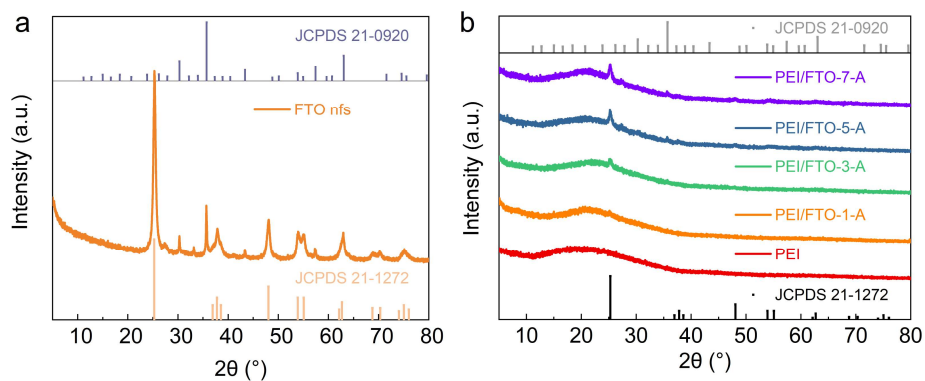 a
JCPDS 21-0920
FTO nfs
JCPDS 21-1272
Intensity (a.u.)
10 20 30 40 50 60 70 80
2θ (°)
b
JCPDS 21-0920
PEI/FTO-7-A
PEI/FTO-5-A
PEI/FTO-3-A
PEI/FTO-1-A
PEI
JCPDS 21-1272
Intensity (a.u.)
10 20 30 40 50 60 70 80
2θ (°)